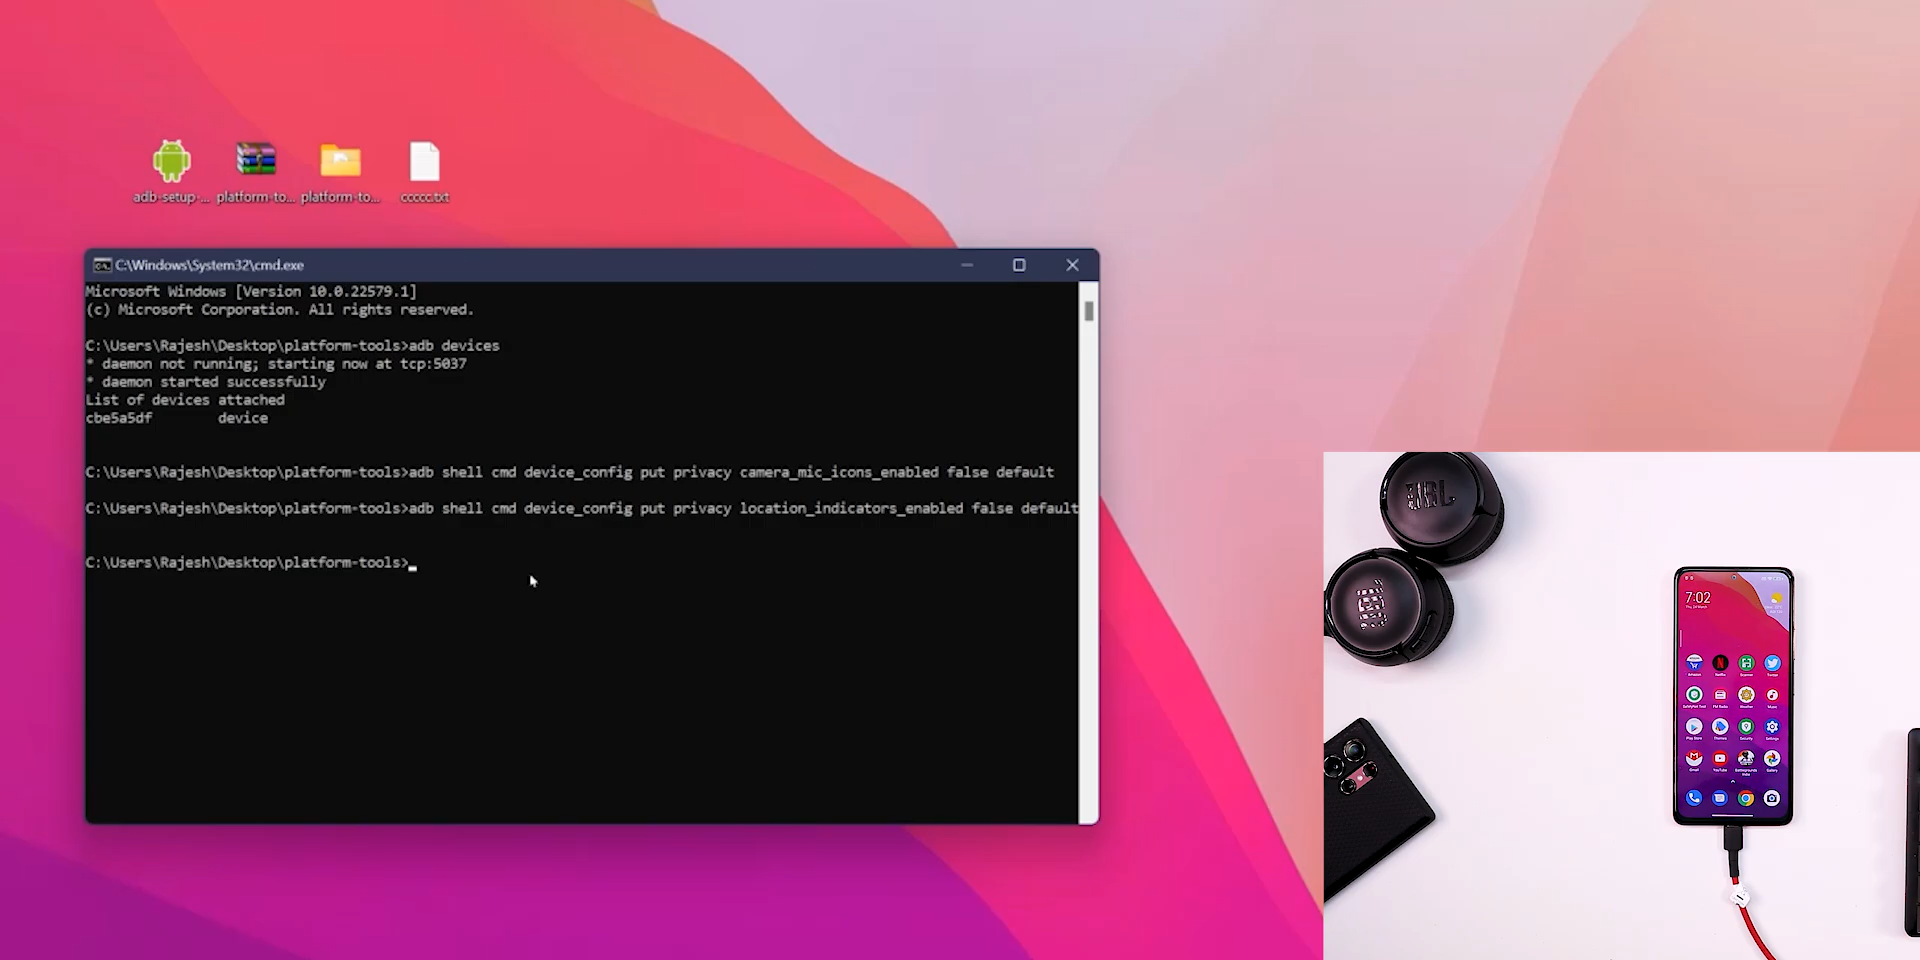 adb-setup-...
platform-to...
platform-to...
ccccc.txt
C:\Windows\System32\cmd.exe
Microsoft Windows [Version 10.0.22579.1]
(c) Microsoft Corporation. All rights reserved.
C:\Users\Rajesh\Desktop\platform-tools>adb devices
* daemon not running; starting now at tcp:5037
* daemon started successfully
List of devices attached
cbe5a5df device
C:\Users\Rajesh\Desktop\platform-tools>adb shell cmd device_config put privacy camera_mic_icons_enabled false default
C:\Users\Rajesh\Desktop\platform-tools>adb shell cmd device_config put privacy location_indicators_enabled false default
C:\Users\Rajesh\Desktop\platform-tools>
JBL
JBL
7:02